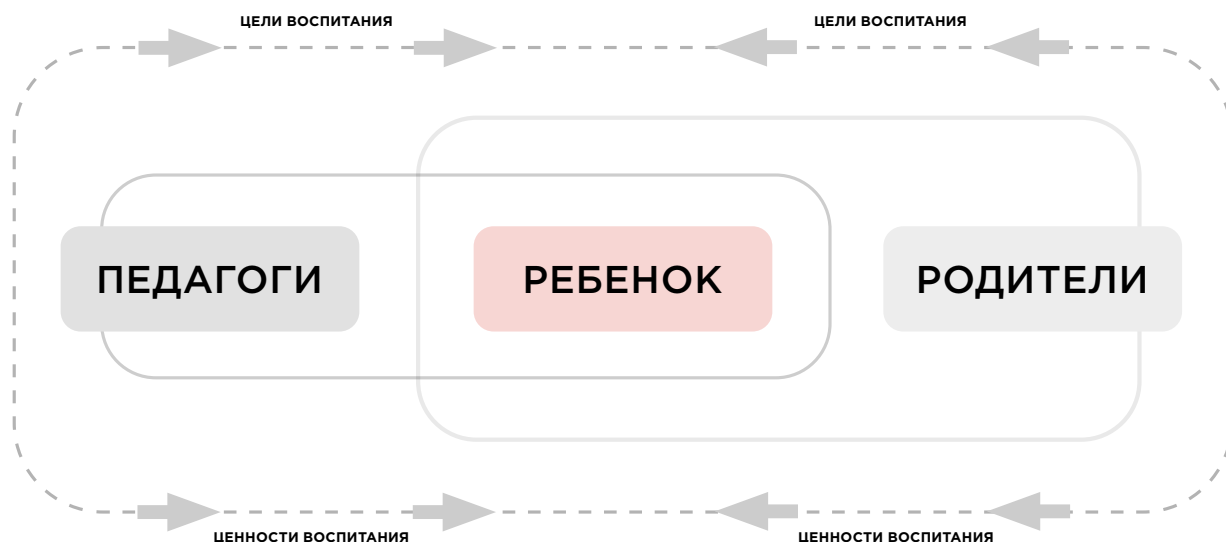 ЦЕЛИ ВОСПИТАНИЯ
ЦЕЛИ ВОСПИТАНИЯ
ПЕДАГОГИ
РЕБЕНОК
РОДИТЕЛИ
ЦЕННОСТИ ВОСПИТАНИЯ
ЦЕННОСТИ ВОСПИТАНИЯ